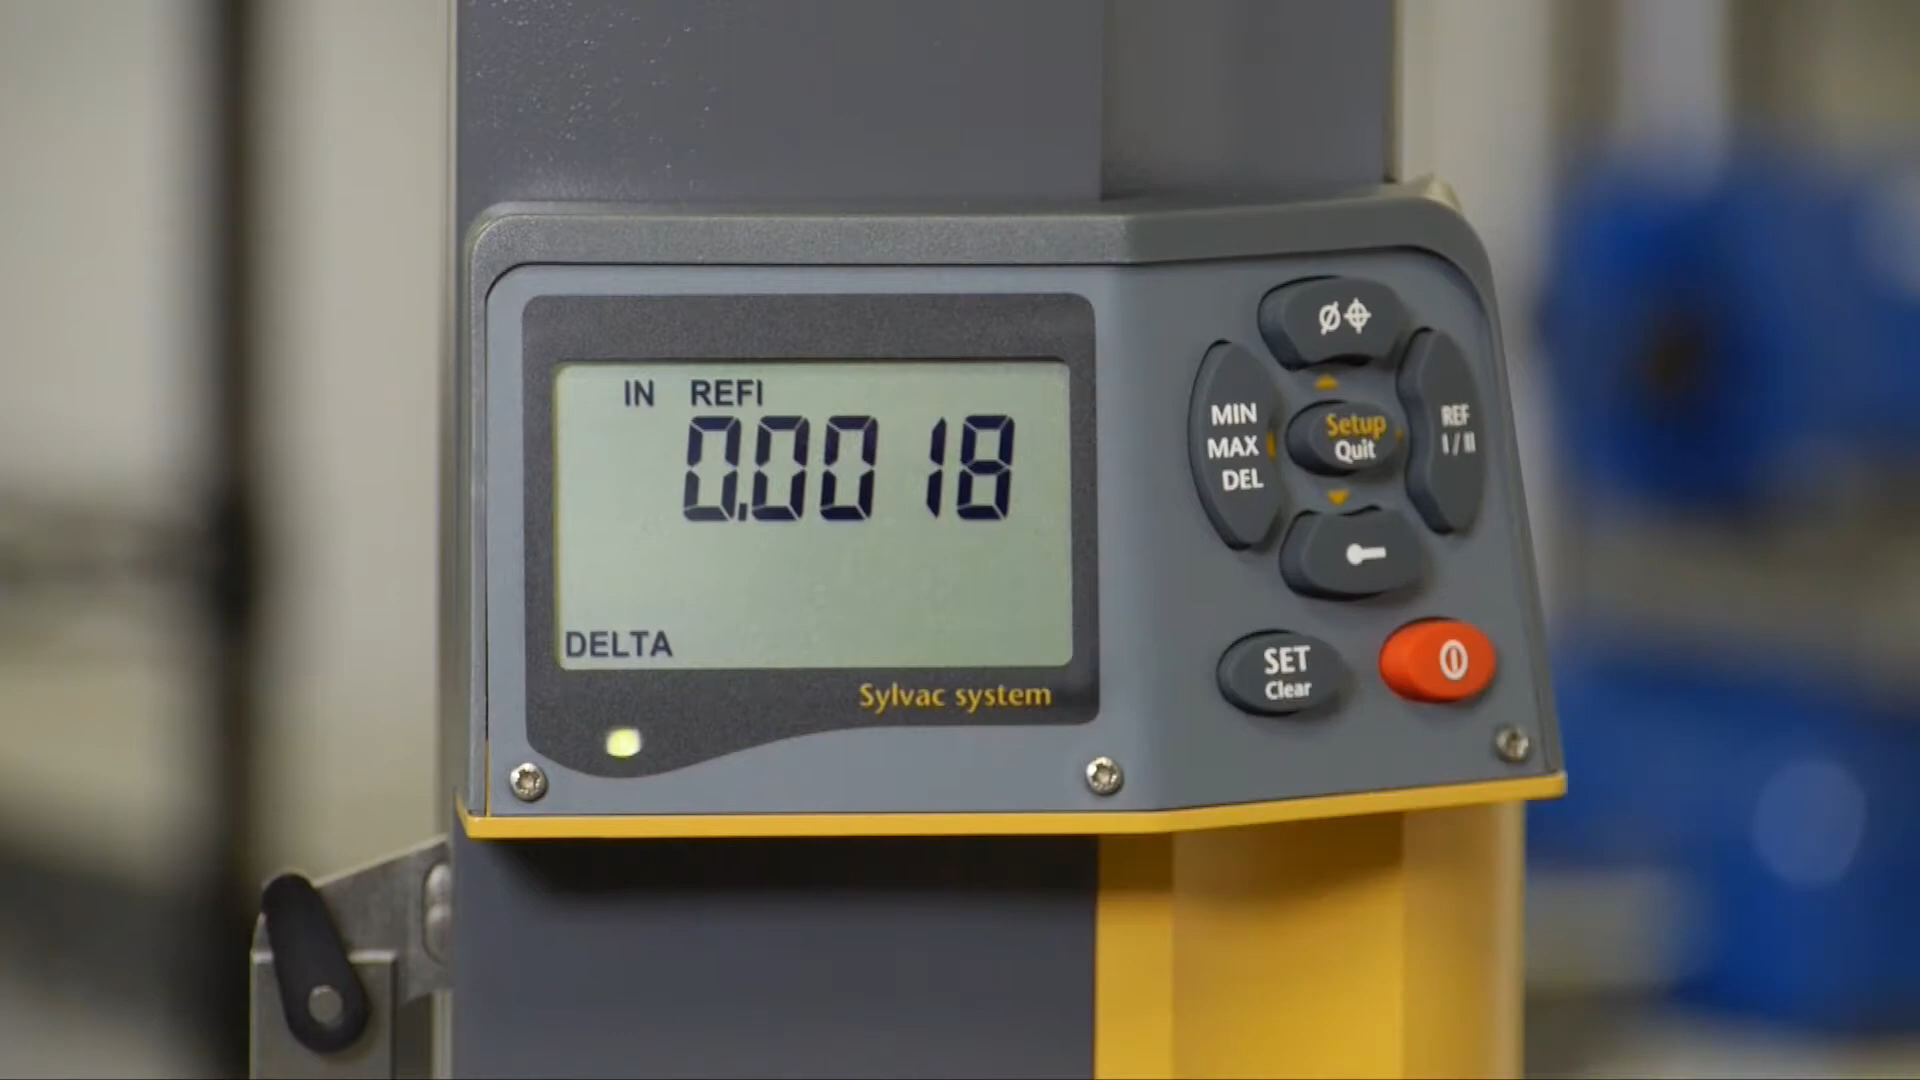 IN REFI
0.0018
DELTA
Sylvac system
Ø⌖
MIN
MAX
DEL
Setup
Quit
REF
I / II
SET
Clear